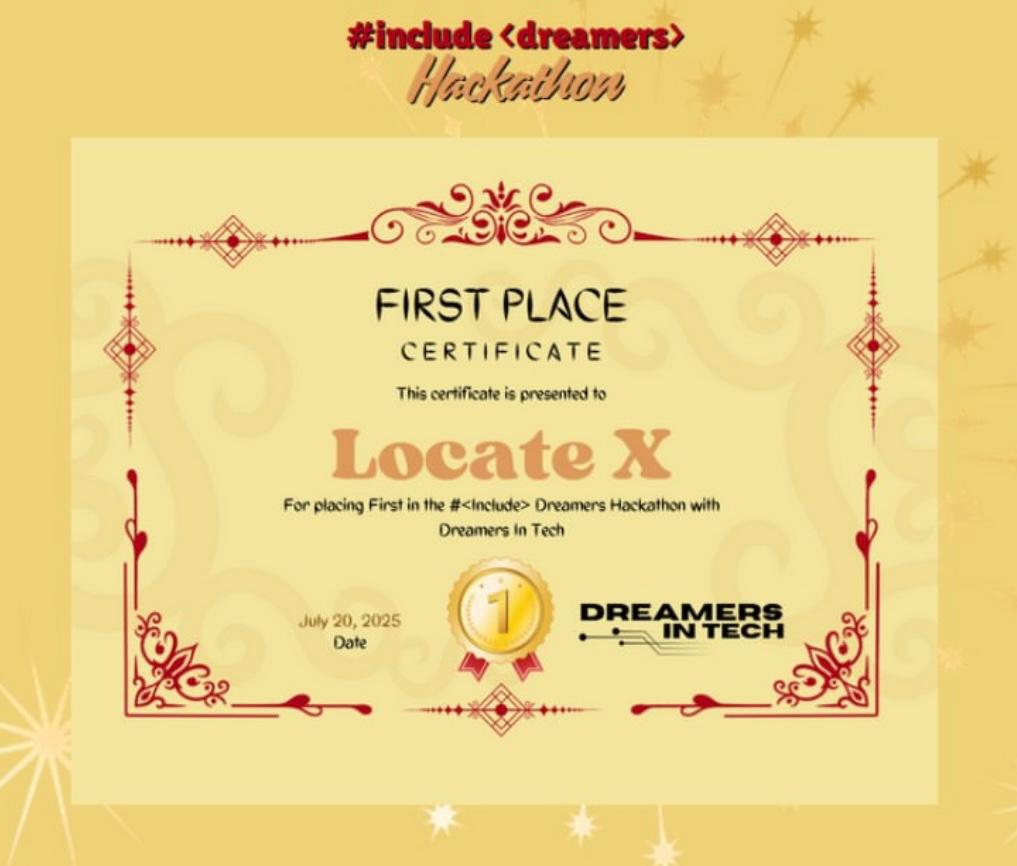 #include <dreamers>
Hackathon
FIRST PLACE
CERTIFICATE
This certificate is presented to
Locate X
For placing First in the #<Include> Dreamers Hackathon with
Dreamers In Tech
1
July 20, 2025
Date
DREAMERS
IN TECH